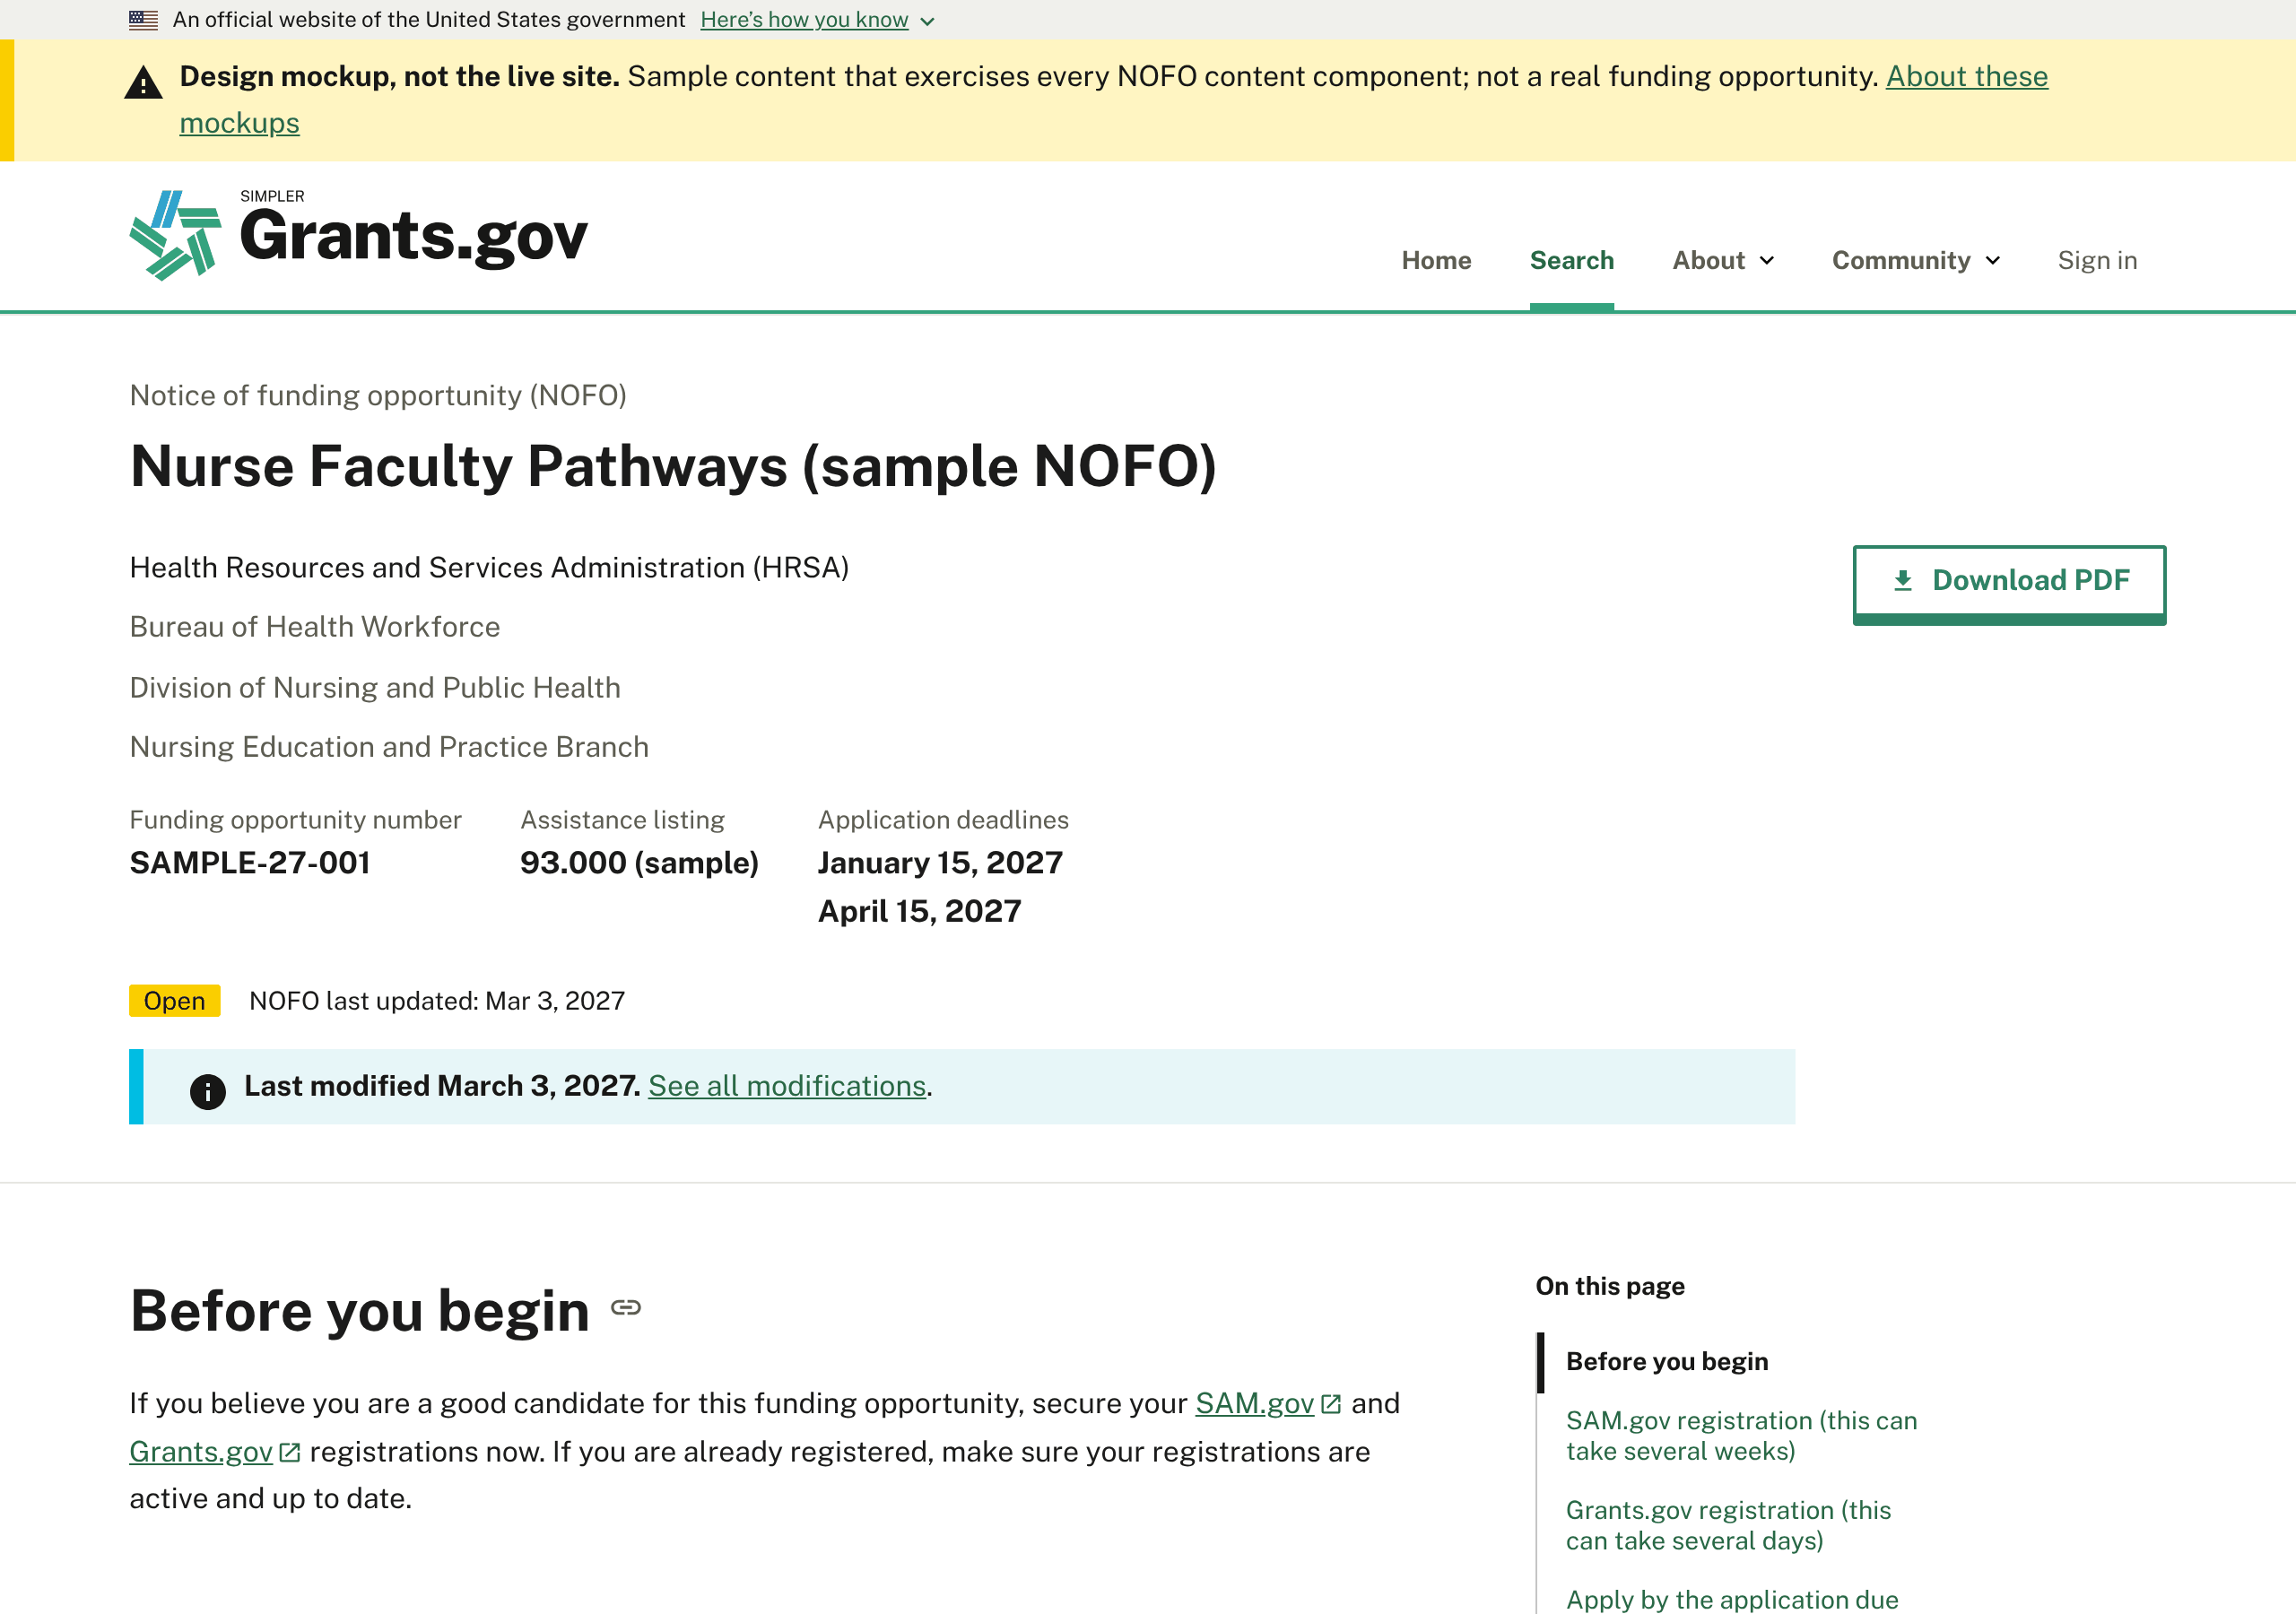 An official website of the United States government Here’s how you know
Design mockup, not the live site. Sample content that exercises every NOFO content component; not a real funding opportunity. About these
mockups
SIMPLER
Grants.gov
Home Search About Community Sign in
Notice of funding opportunity (NOFO)
Nurse Faculty Pathways (sample NOFO)
Health Resources and Services Administration (HRSA)
Download PDF
Bureau of Health Workforce
Division of Nursing and Public Health
Nursing Education and Practice Branch
Funding opportunity number
SAMPLE-27-001
Assistance listing
93.000 (sample)
Application deadlines
January 15, 2027
April 15, 2027
Open NOFO last updated: Mar 3, 2027
Last modified March 3, 2027. See all modifications.
Before you begin
If you believe you are a good candidate for this funding opportunity, secure your SAM.gov and
Grants.gov registrations now. If you are already registered, make sure your registrations are
active and up to date.
On this page
Before you begin
SAM.gov registration (this can
take several weeks)
Grants.gov registration (this
can take several days)
Apply by the application due